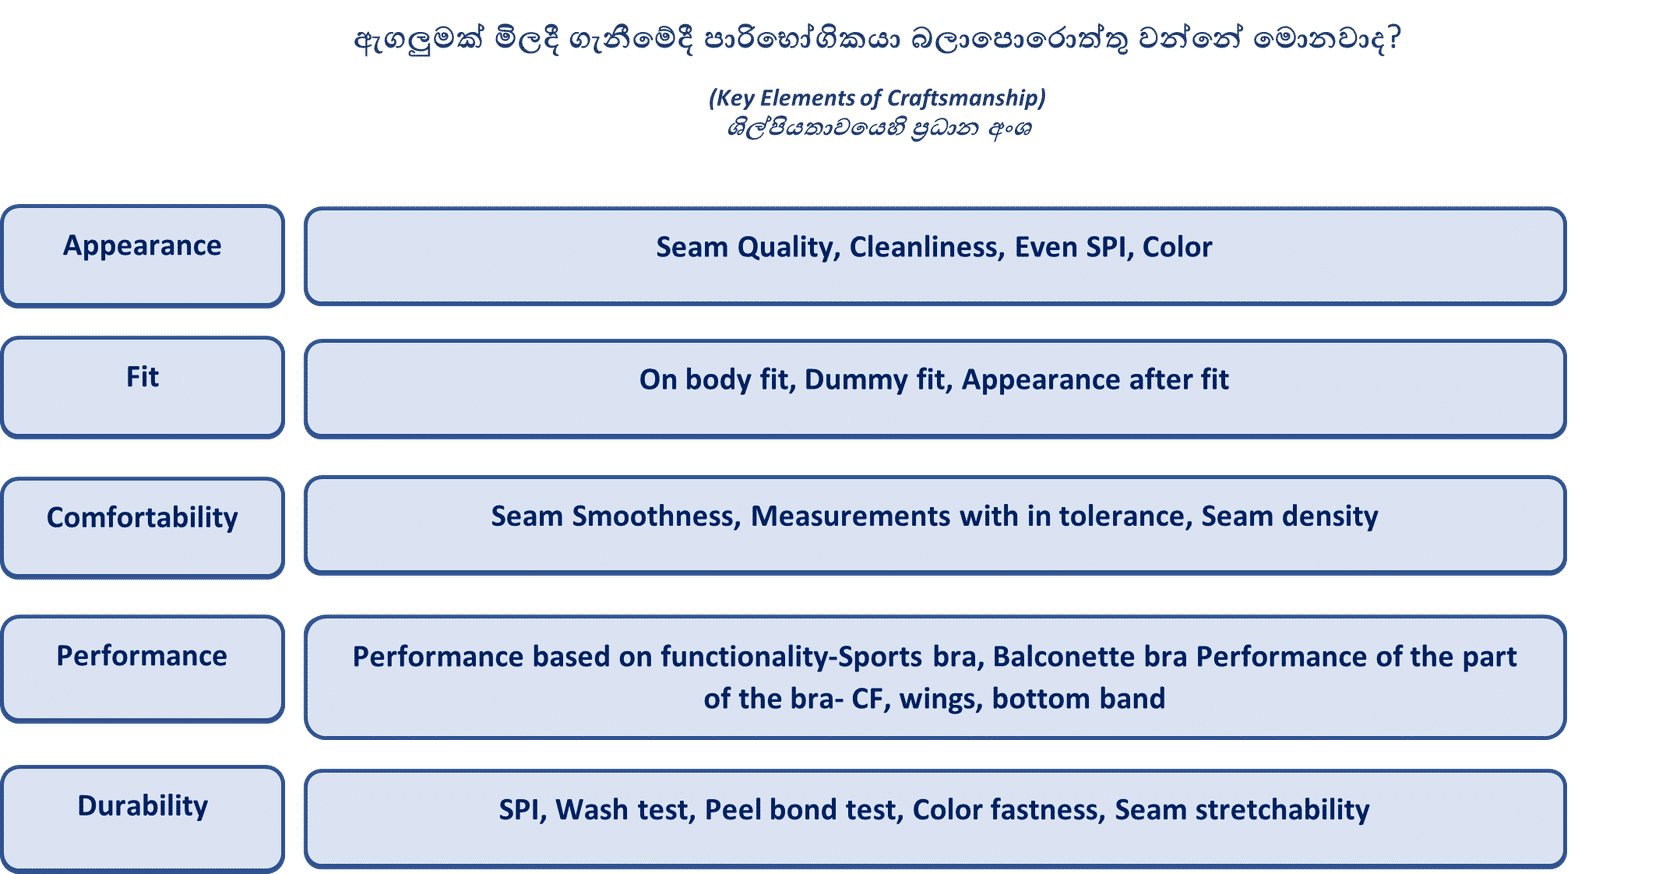 ඇගලුමක් මිලදී ගැනීමේදී පාරිභෝගිකයා බලාපොරොත්තු වන්නේ මොනවාද?
(Key Elements of Craftsmanship)
ශිල්පියතාවයෙහි ප්‍රධාන අංශ
Appearance
Seam Quality, Cleanliness, Even SPI, Color
Fit
On body fit, Dummy fit, Appearance after fit
Comfortability
Seam Smoothness, Measurements with in tolerance, Seam density
Performance
Performance based on functionality-Sports bra, Balconette bra Performance of the part
of the bra- CF, wings, bottom band
Durability
SPI, Wash test, Peel bond test, Color fastness, Seam stretchability